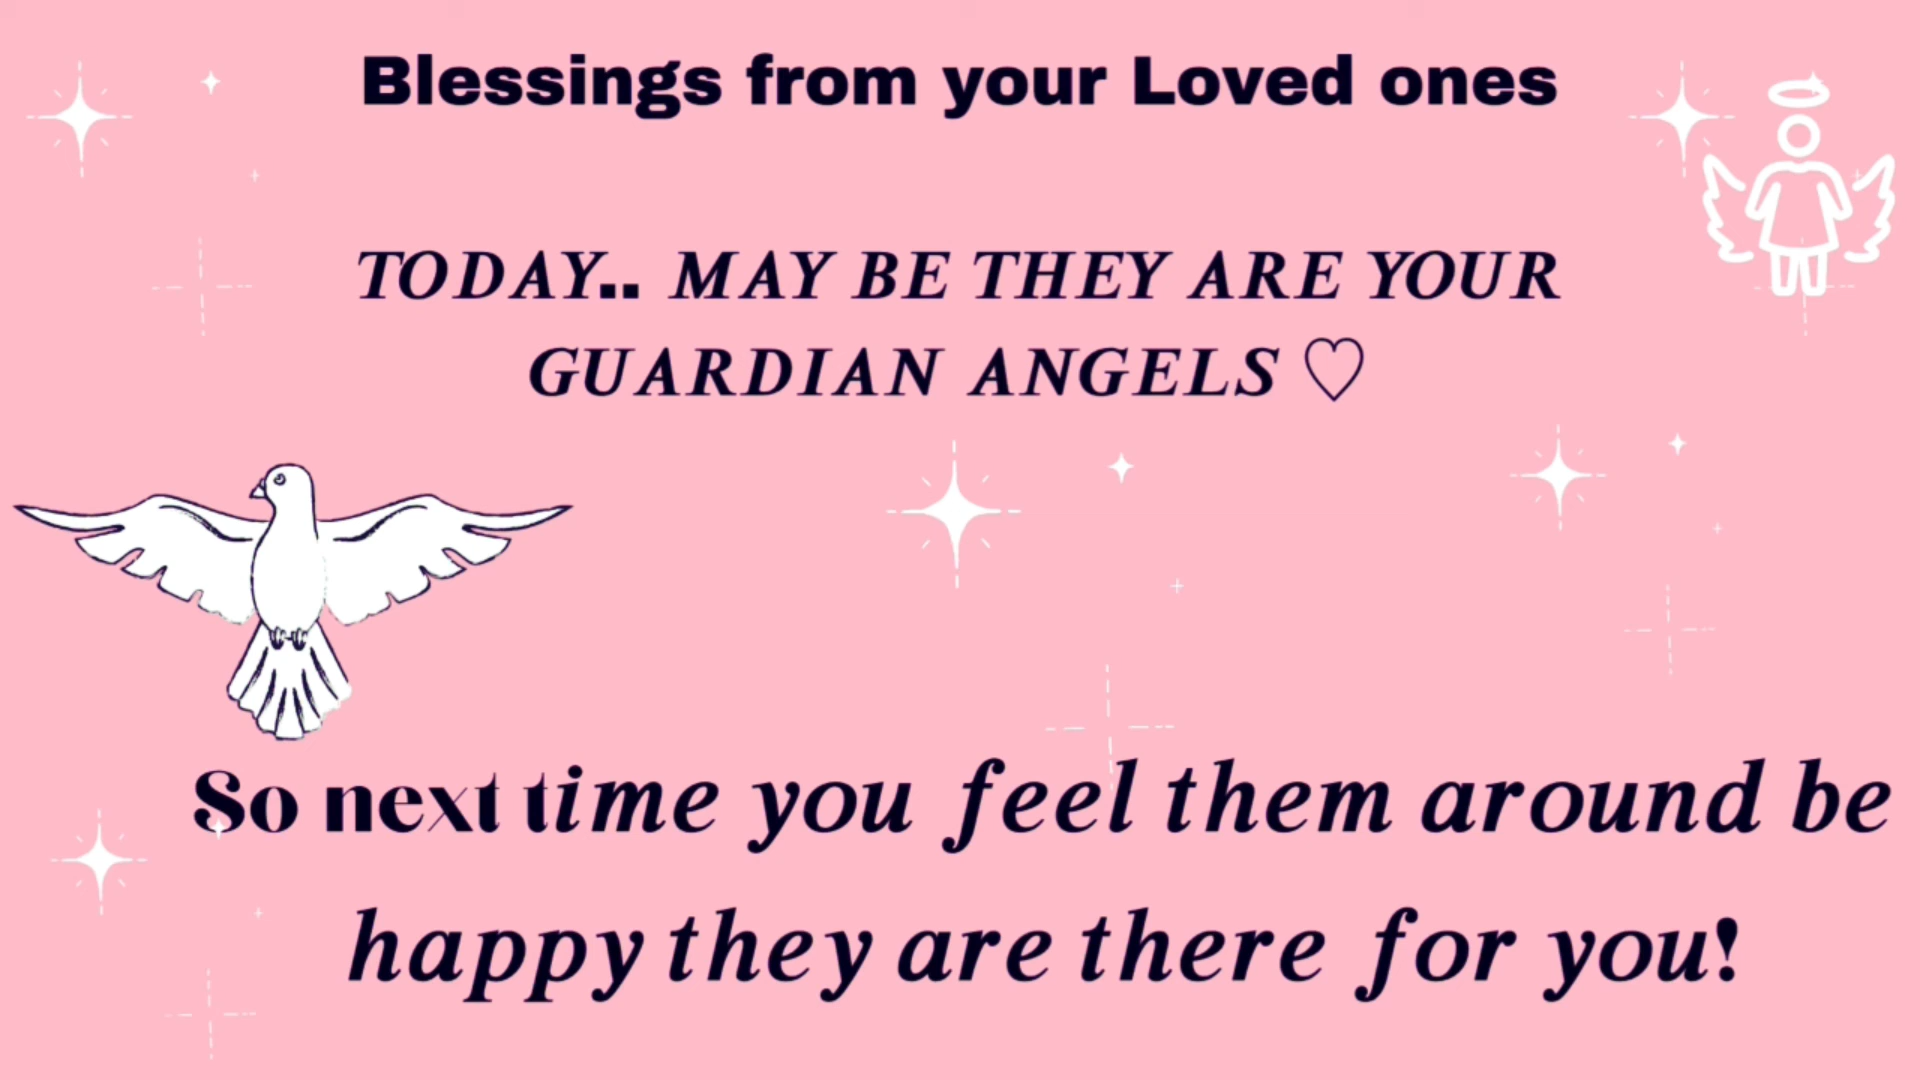 Blessings from your Loved ones
TODAY.. MAY BE THEY ARE YOUR
GUARDIAN ANGELS ♡
So next time you feel them around be
happy they are there for you!